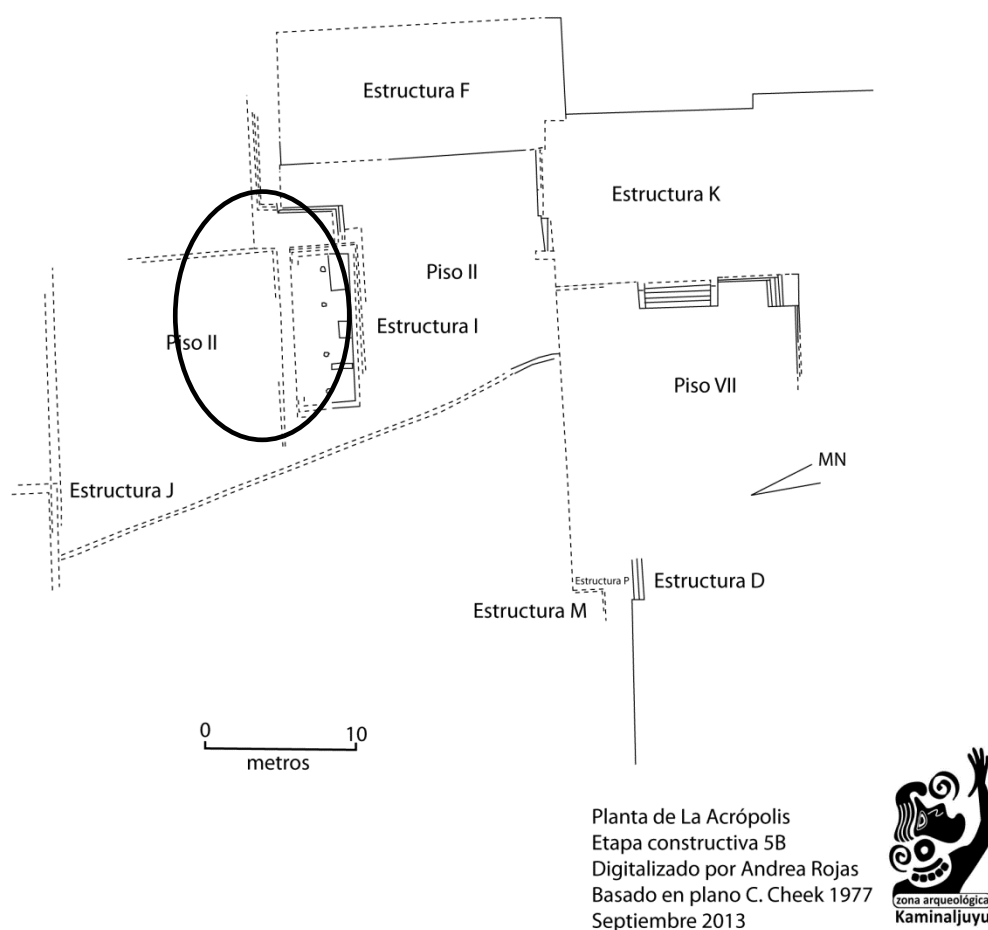 Estructura F
Estructura K
Piso II
Estructura I
Piso II
Piso VII
MN
Estructura J
Estructura P
Estructura D
Estructura M
0 10
metros
Planta de La Acrópolis
Etapa constructiva 5B
Digitalizado por Andrea Rojas
Basado en plano C. Cheek 1977
Septiembre 2013
zona arqueológica
Kaminaljuyu